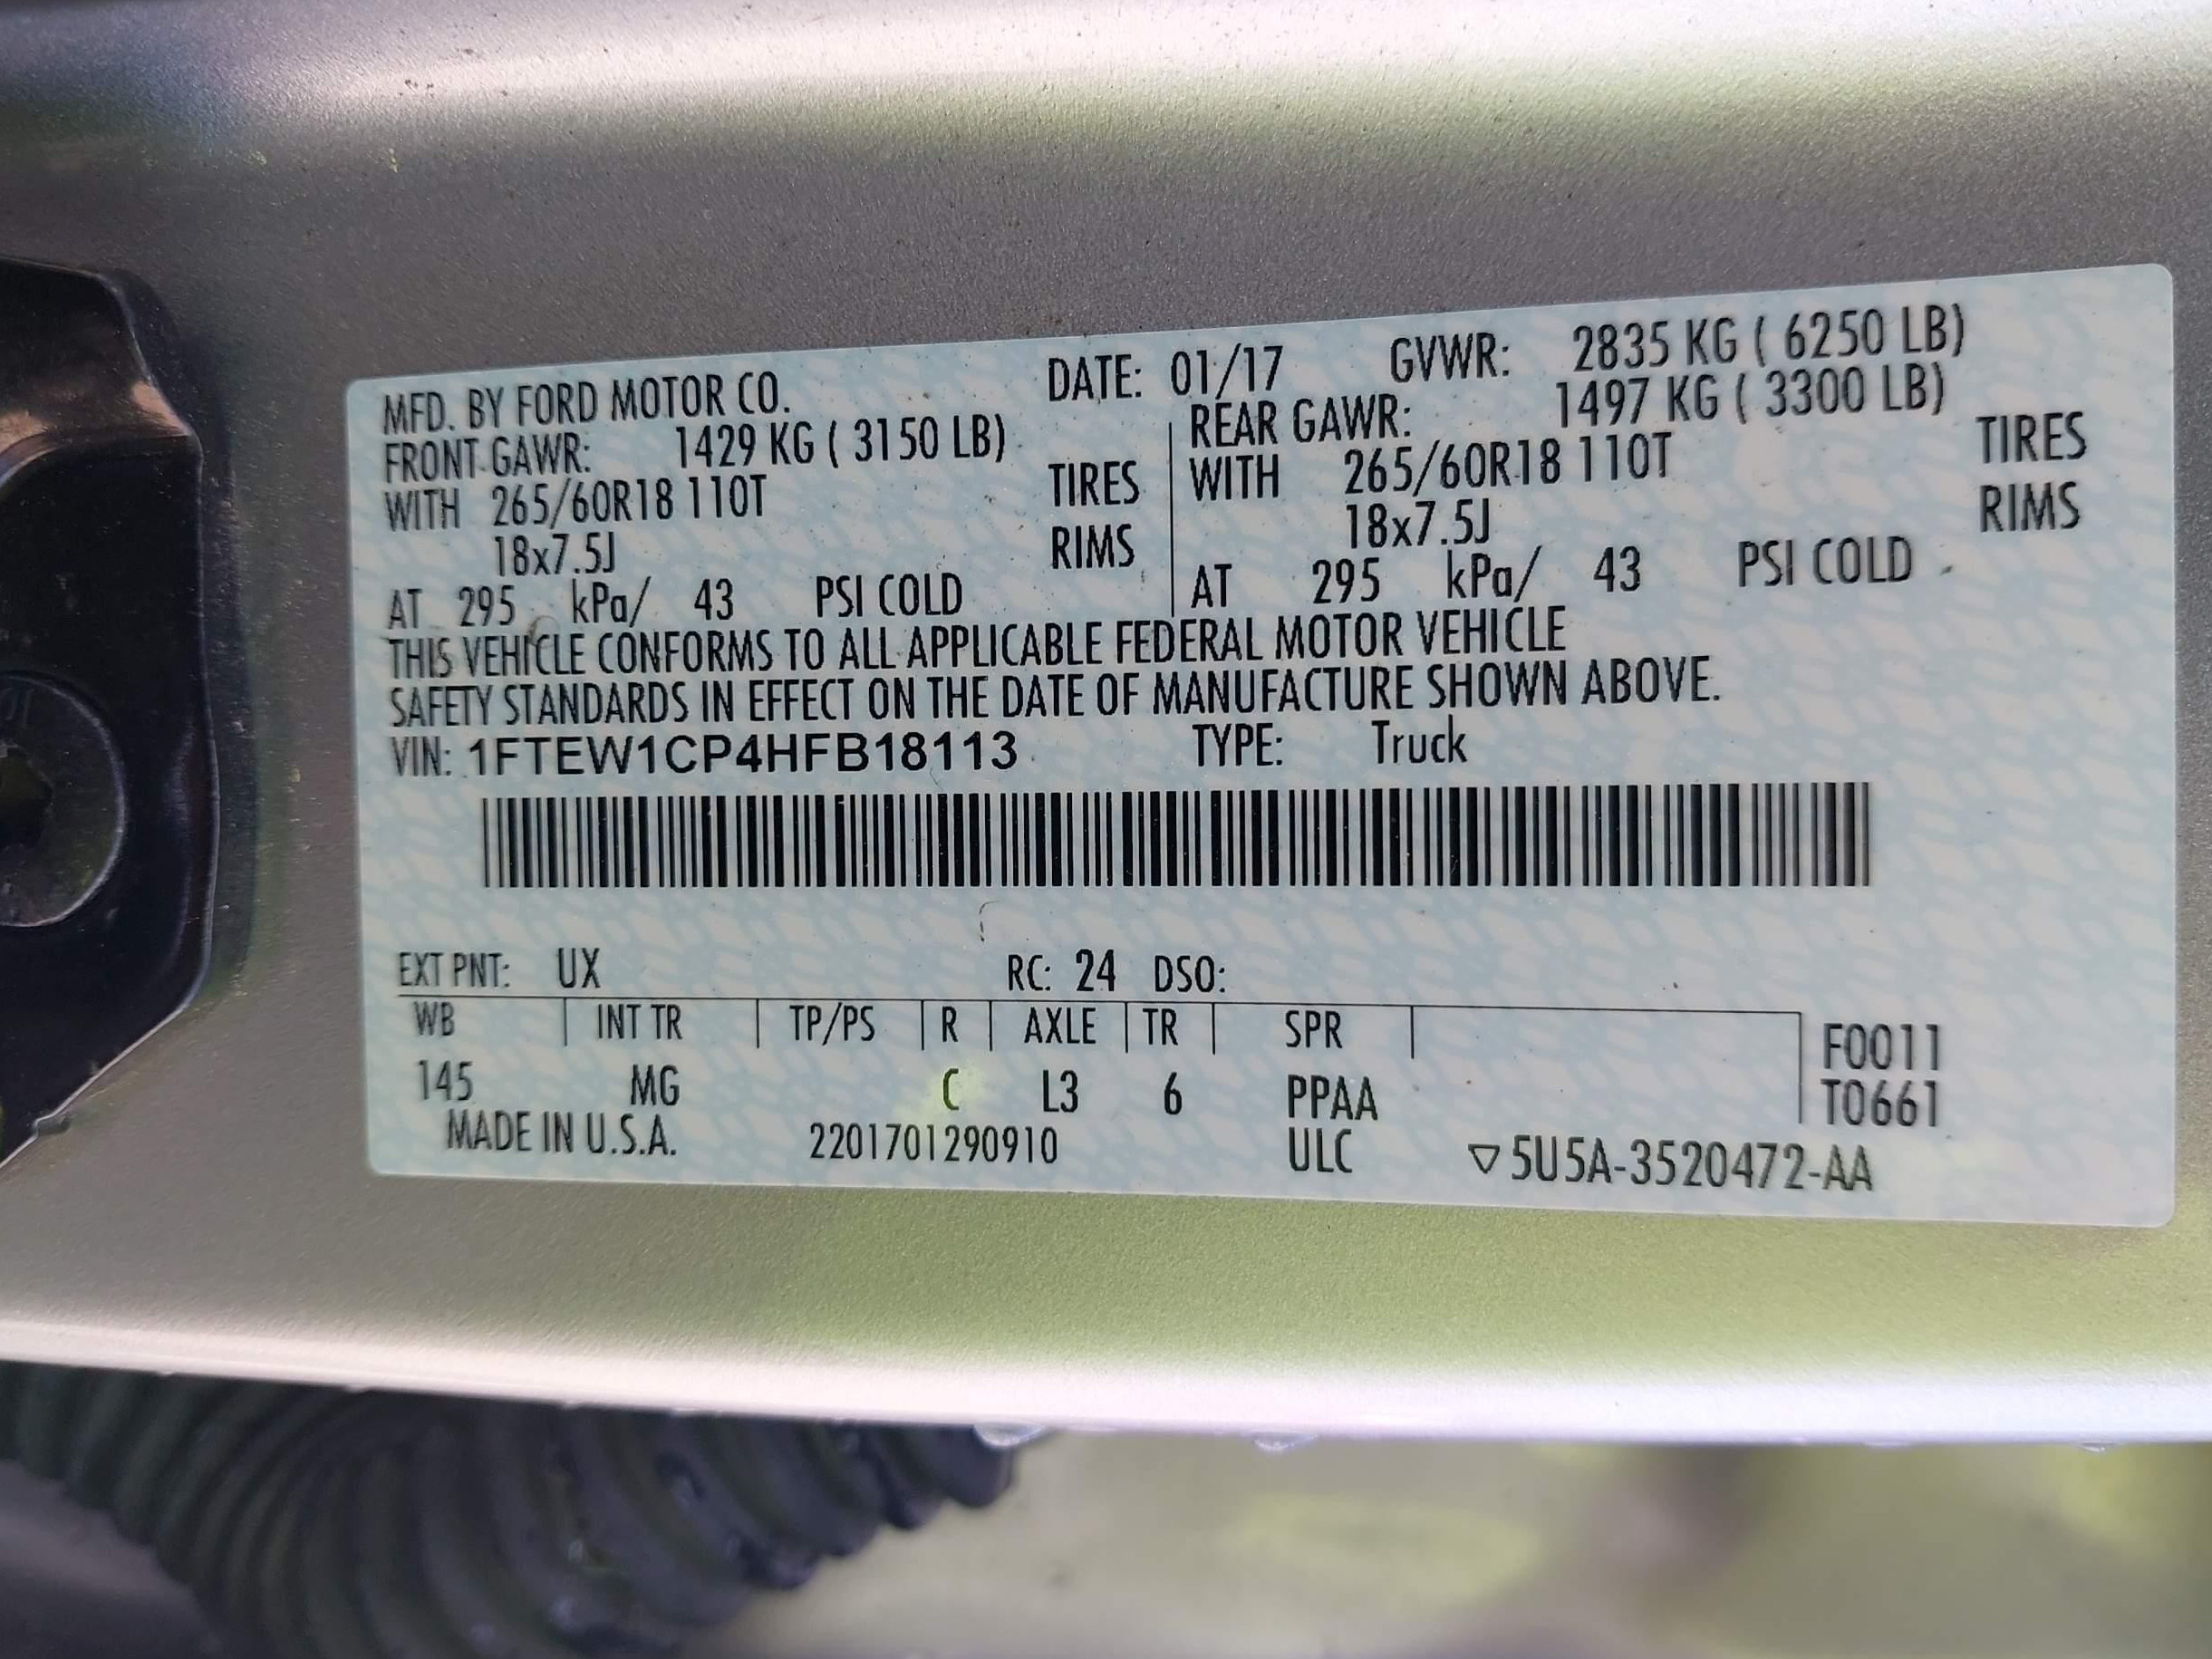 MFD. BY FORD MOTOR CO. DATE: 01/17 GVWR: 2835 KG ( 6250 LB)
FRONT GAWR: 1429 KG ( 3150 LB) REAR GAWR: 1497 KG ( 3300 LB)
WITH 265/60R18 110T TIRES WITH 265/60R18 110T TIRES
18x7.5J RIMS 18x7.5J RIMS
AT 295 kPa/ 43 PSI COLD AT 295 kPa/ 43 PSI COLD
THIS VEHICLE CONFORMS TO ALL APPLICABLE FEDERAL MOTOR VEHICLE
SAFETY STANDARDS IN EFFECT ON THE DATE OF MANUFACTURE SHOWN ABOVE.
VIN: 1FTEW1CP4HFB18113 TYPE: Truck
EXT PNT: UX RC: 24 DSO:
WB INT TR TP/PS R AXLE TR SPR F0011
145 MG C L3 6 PPAA T0661
MADE IN U.S.A. 2201701290910 ULC ▽5U5A-3520472-AA